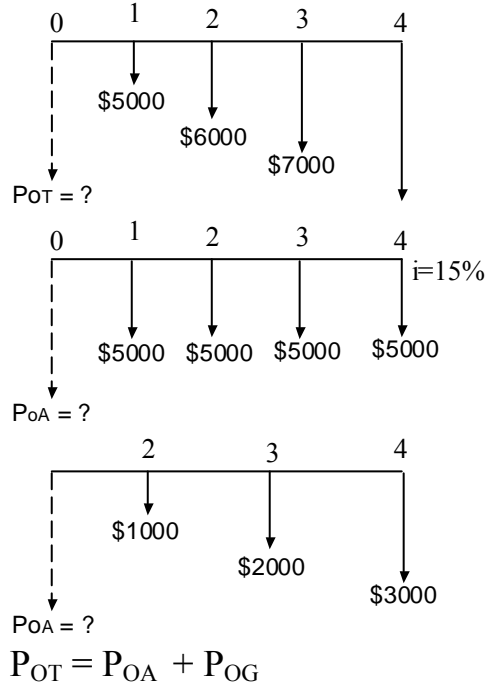 0 1 2 3 4
$5000
$6000
$7000
POT = ?
0 1 2 3 4
i=15%
$5000 $5000 $5000 $5000
PoA = ?
2 3 4
$1000
$2000
$3000
PoA = ?
POT = POA + POG